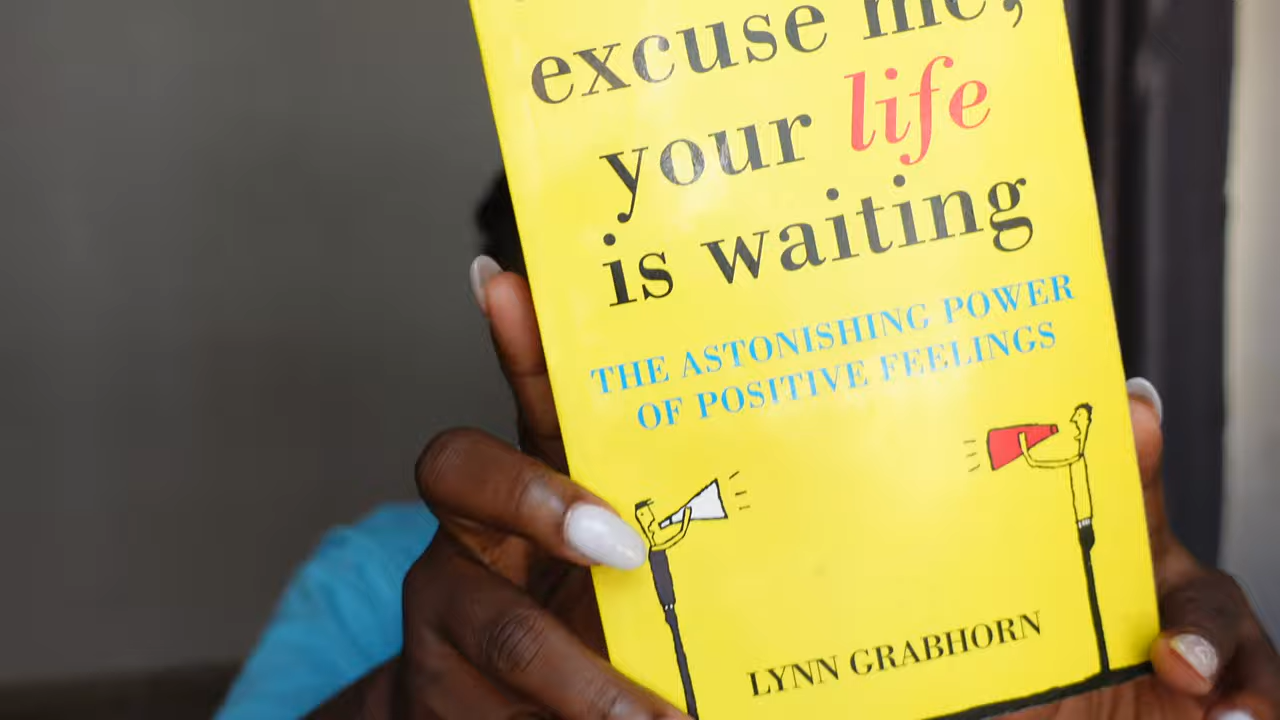 excuse me,
your life
is waiting
THE ASTONISHING POWER
OF POSITIVE FEELINGS
LYNN GRABHORN